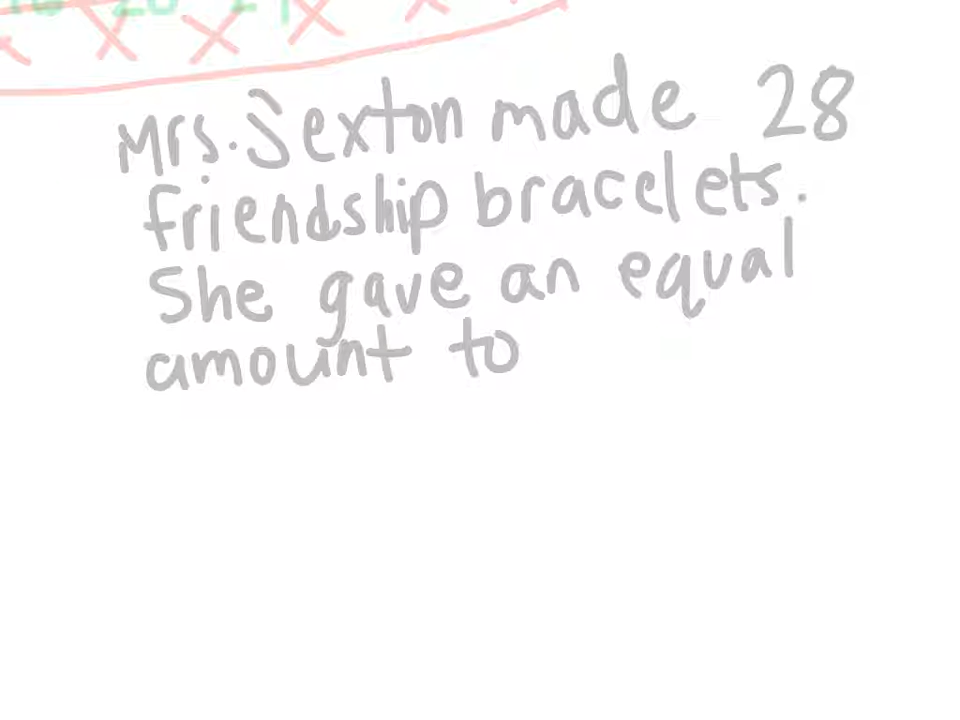 Mrs. Sexton made 28
friendship bracelets.
She gave an equal
amount to